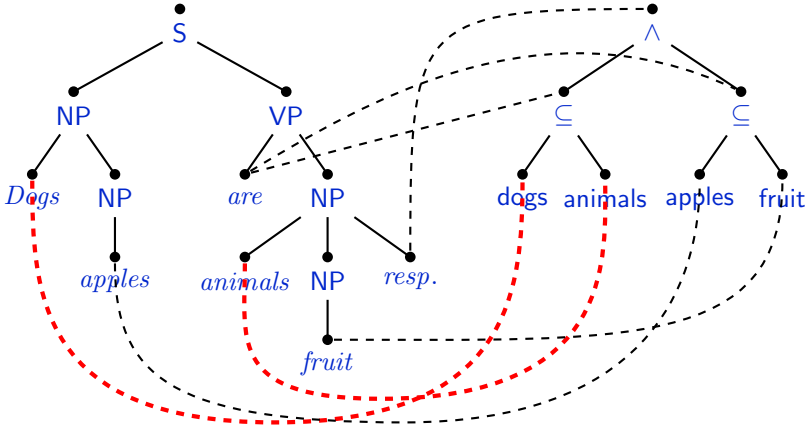 S ∧
NP VP ⊆ ⊆
Dogs NP are NP dogs animals apples fruit
apples animals NP resp.
fruit